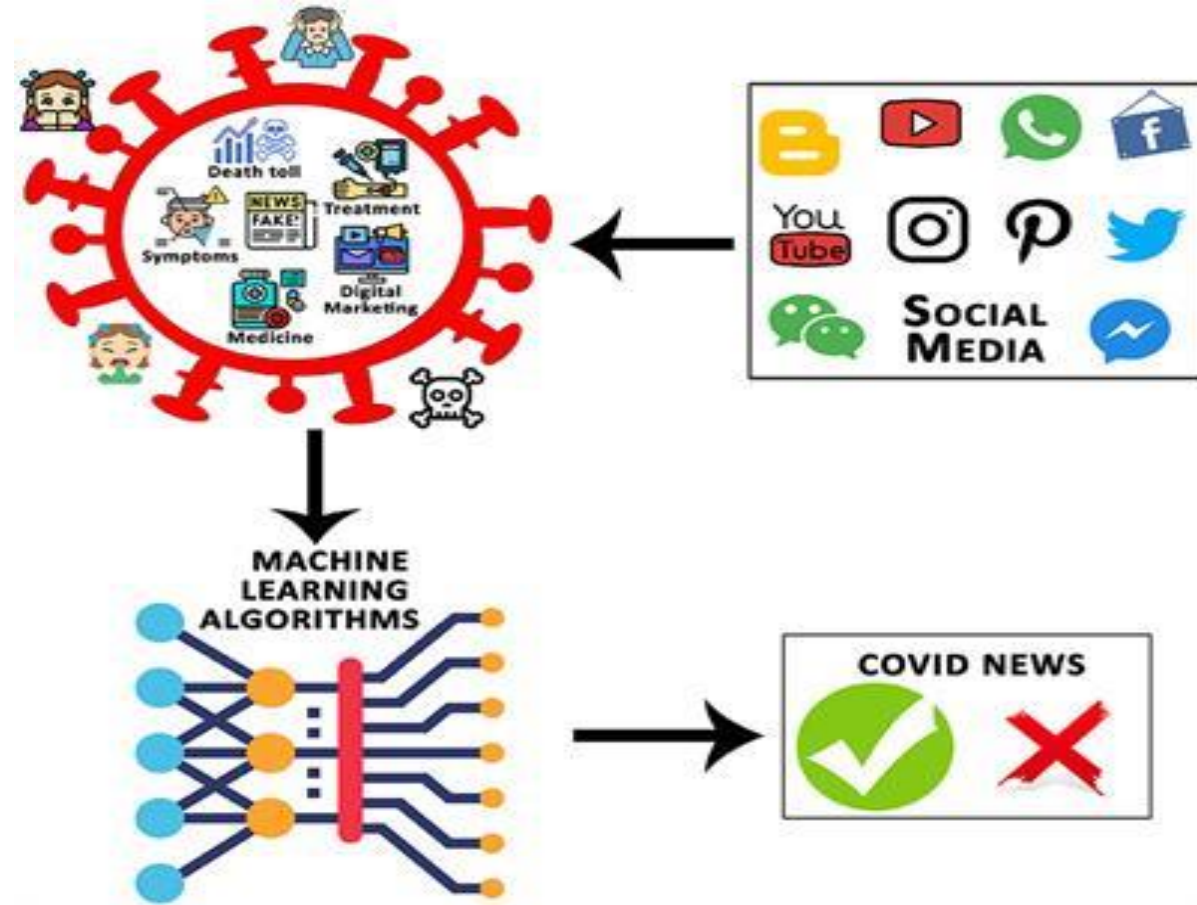 Death toll
NEWS
FAKE!
Treatment
Symptoms
Digital
Marketing
Medicine
f
You
Tube
SOCIAL
MEDIA
MACHINE
LEARNING
ALGORITHMS
COVID NEWS